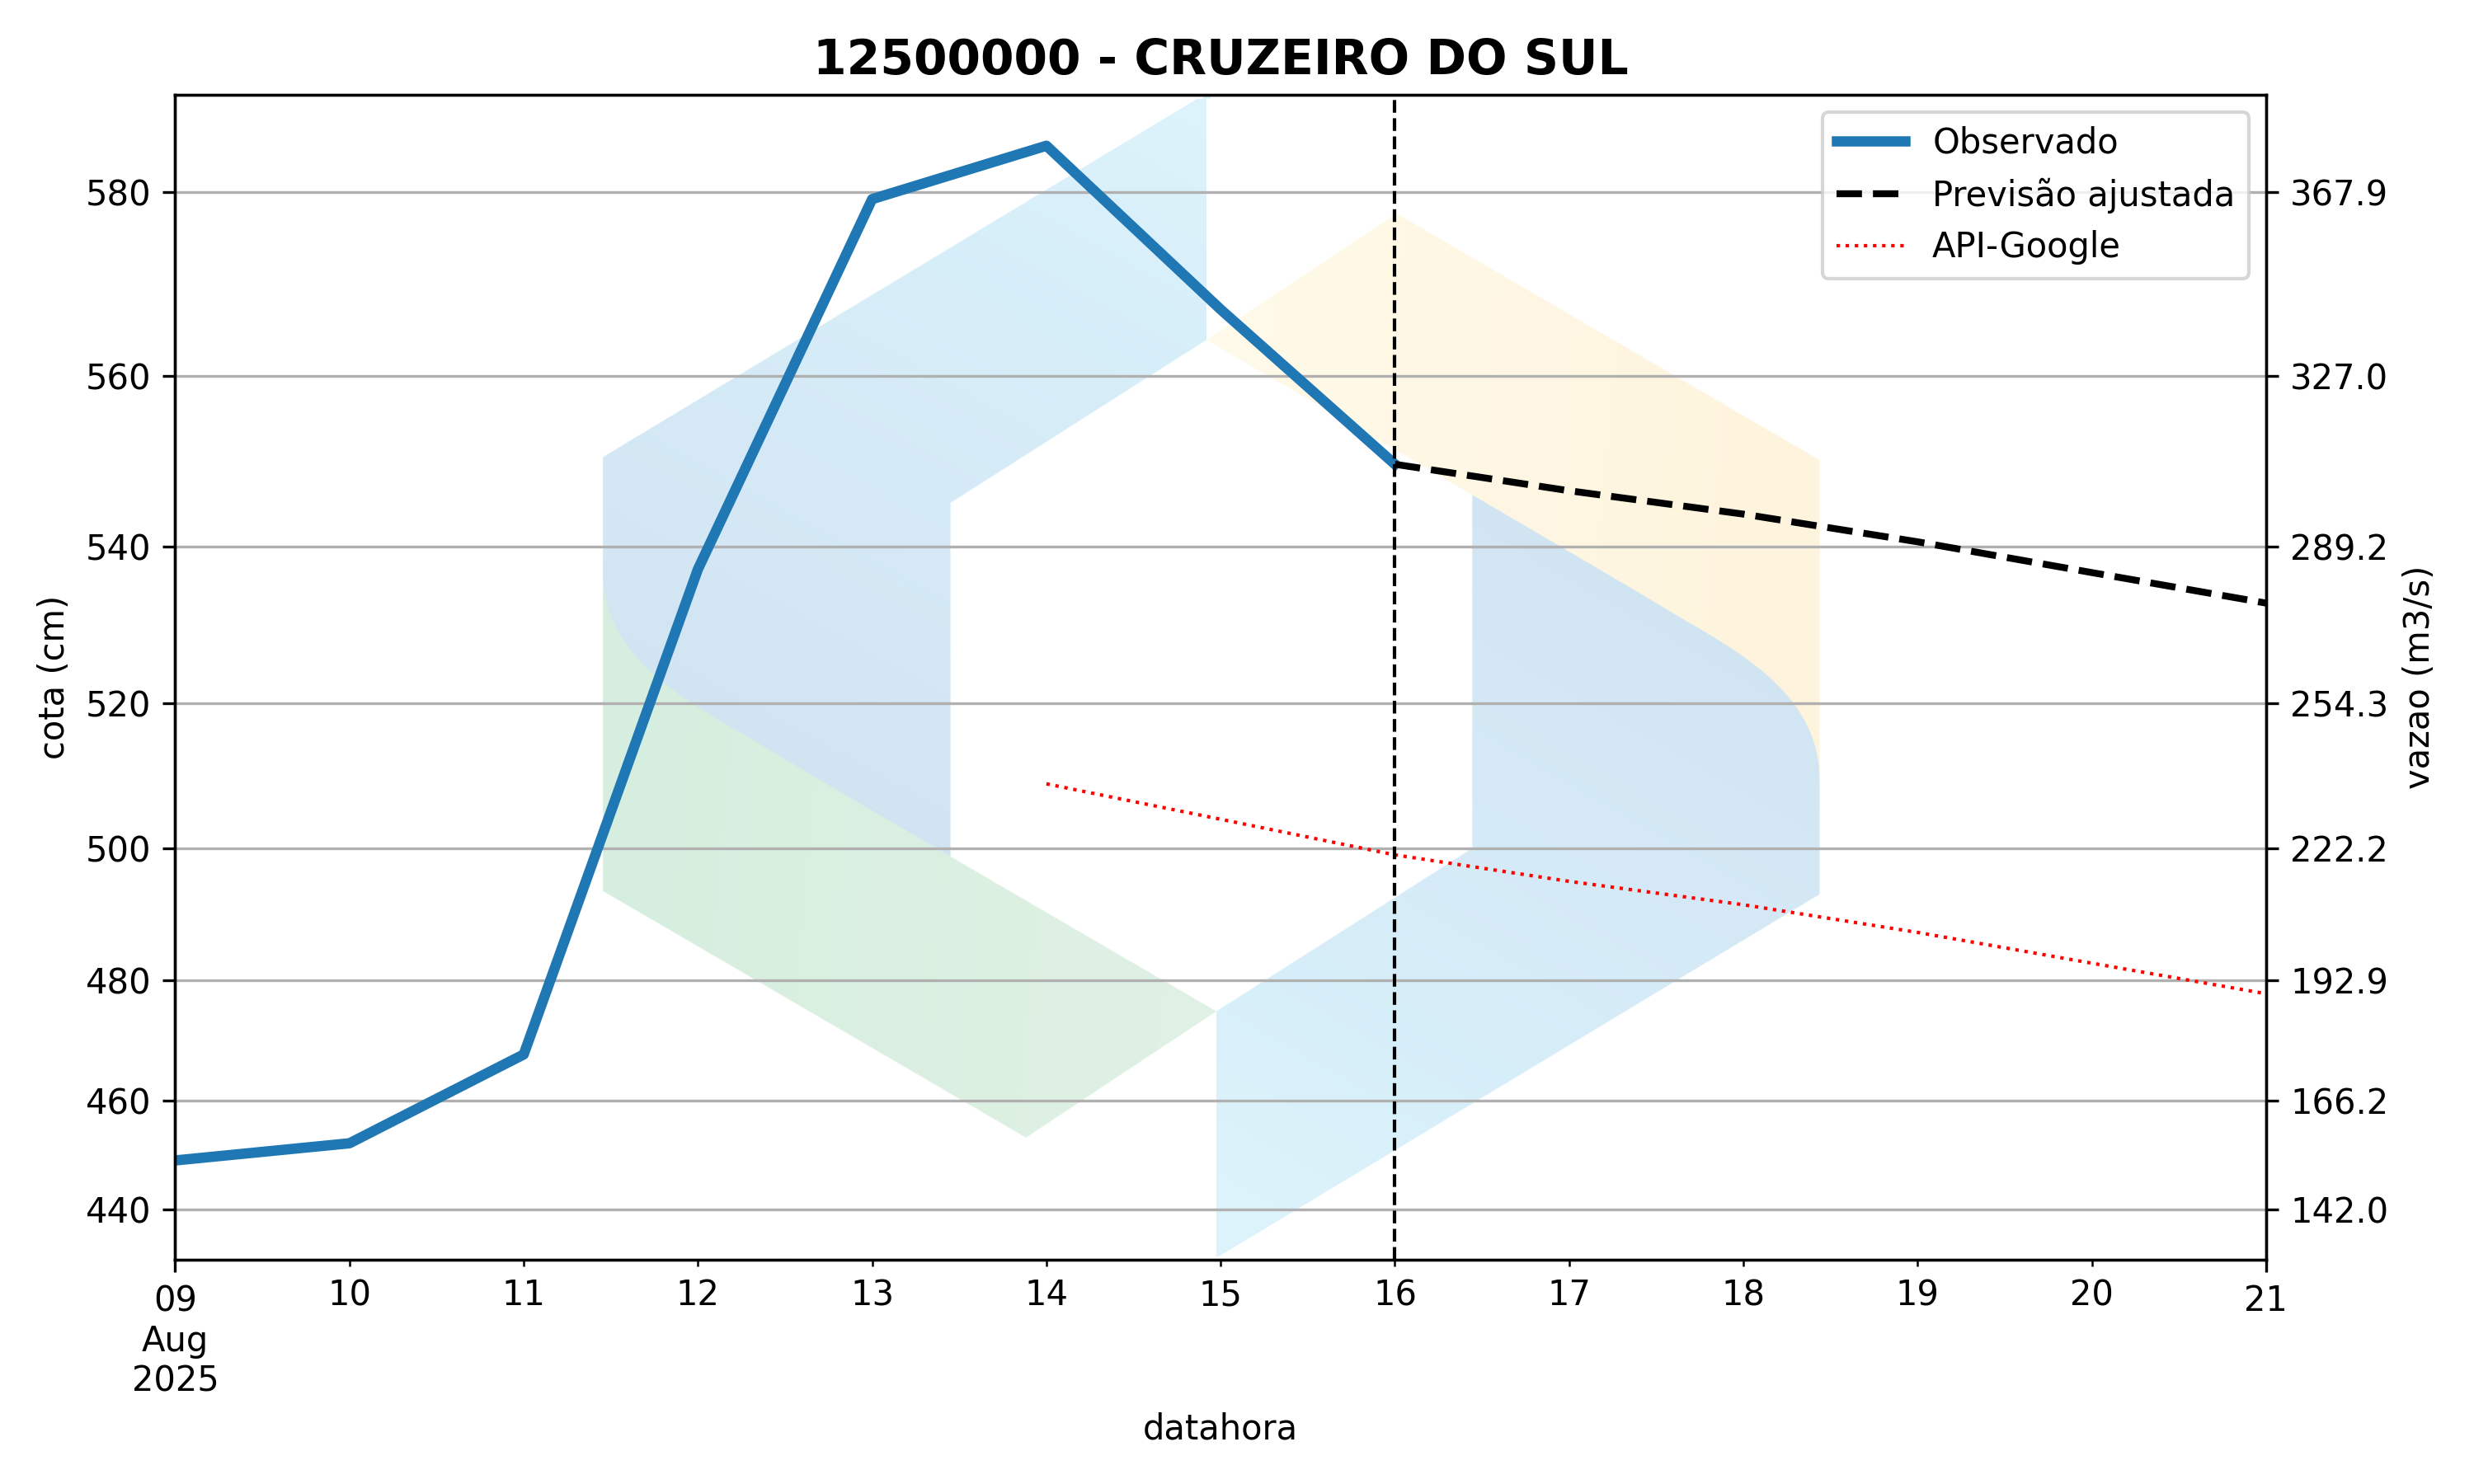 12500000 - CRUZEIRO DO SUL
Observado
Previsão ajustada
API-Google
580
560
540
520
500
480
460
440
cota (cm)
367.9
327.0
289.2
254.3
222.2
192.9
166.2
142.0
vazao (m3/s)
09 10 11 12 13 14 15 16 17 18 19 20 21
Aug
2025
datahora